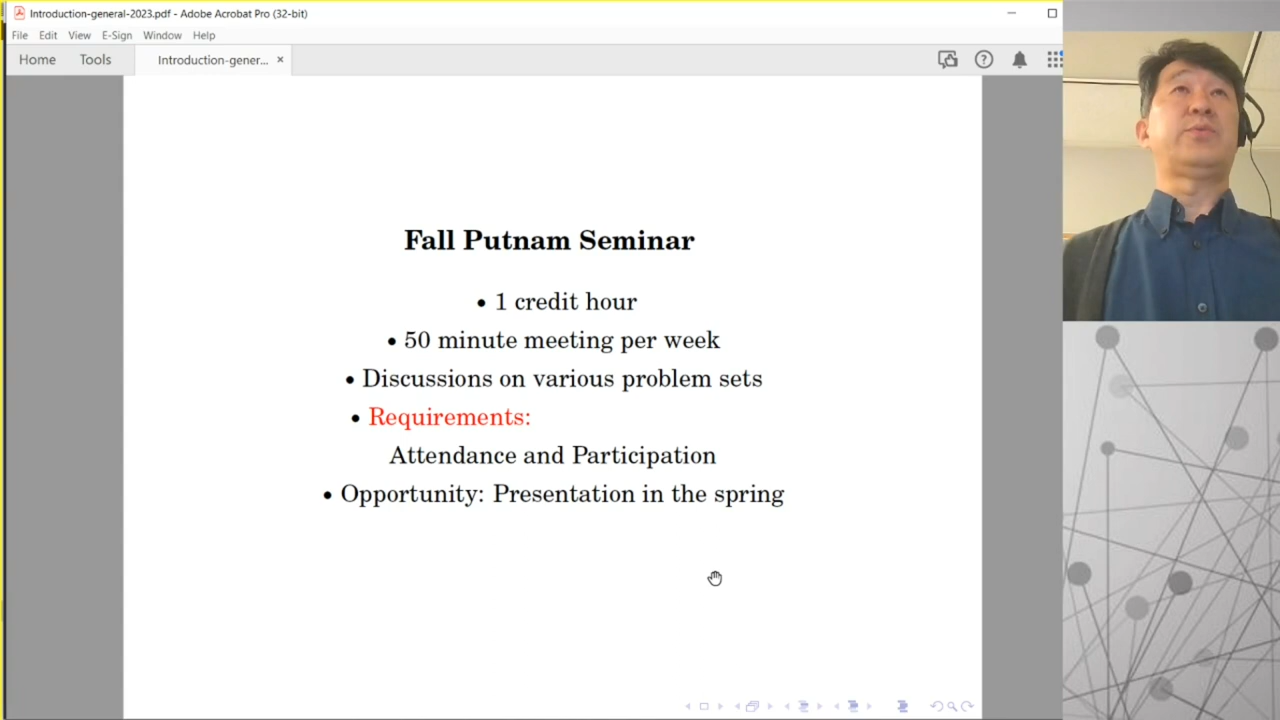 Introduction-general-2023.pdf - Adobe Acrobat Pro (32-bit)
File Edit View E-Sign Window Help
Home Tools Introduction-gener... ×
Fall Putnam Seminar
• 1 credit hour
• 50 minute meeting per week
• Discussions on various problem sets
• Requirements:
Attendance and Participation
• Opportunity: Presentation in the spring